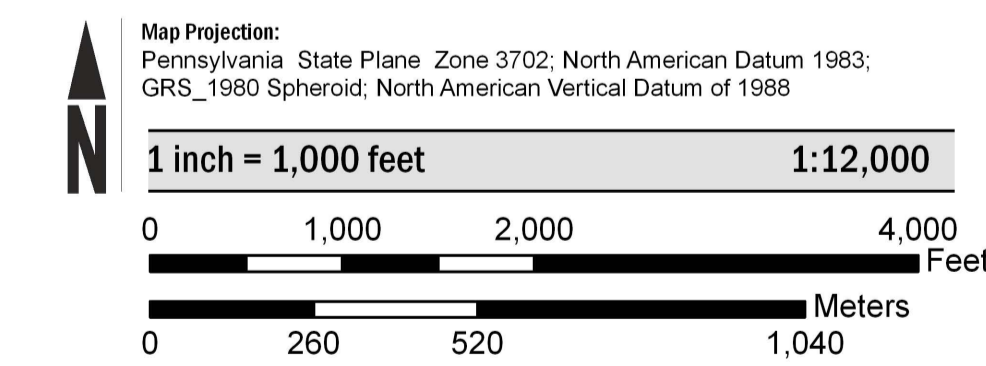 Map Projection:
Pennsylvania State Plane Zone 3702; North American Datum 1983;
GRS_1980 Spheroid; North American Vertical Datum of 1988
N
1 inch = 1,000 feet 1:12,000
0 1,000 2,000 4,000
Feet
Meters
0 260 520 1,040